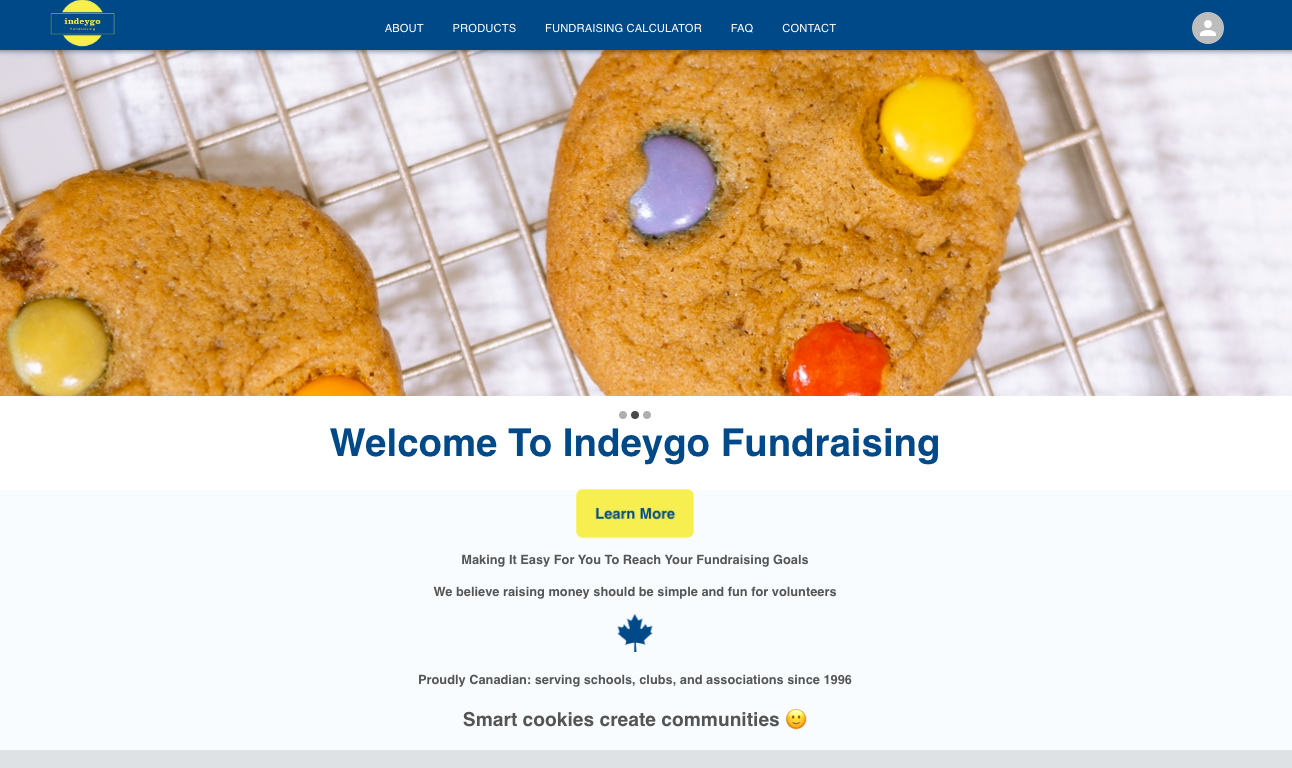 indeygo
fundraising
ABOUT PRODUCTS FUNDRAISING CALCULATOR FAQ CONTACT
Welcome To Indeygo Fundraising
Learn More
Making It Easy For You To Reach Your Fundraising Goals
We believe raising money should be simple and fun for volunteers
Proudly Canadian: serving schools, clubs, and associations since 1996
Smart cookies create communities 🙂